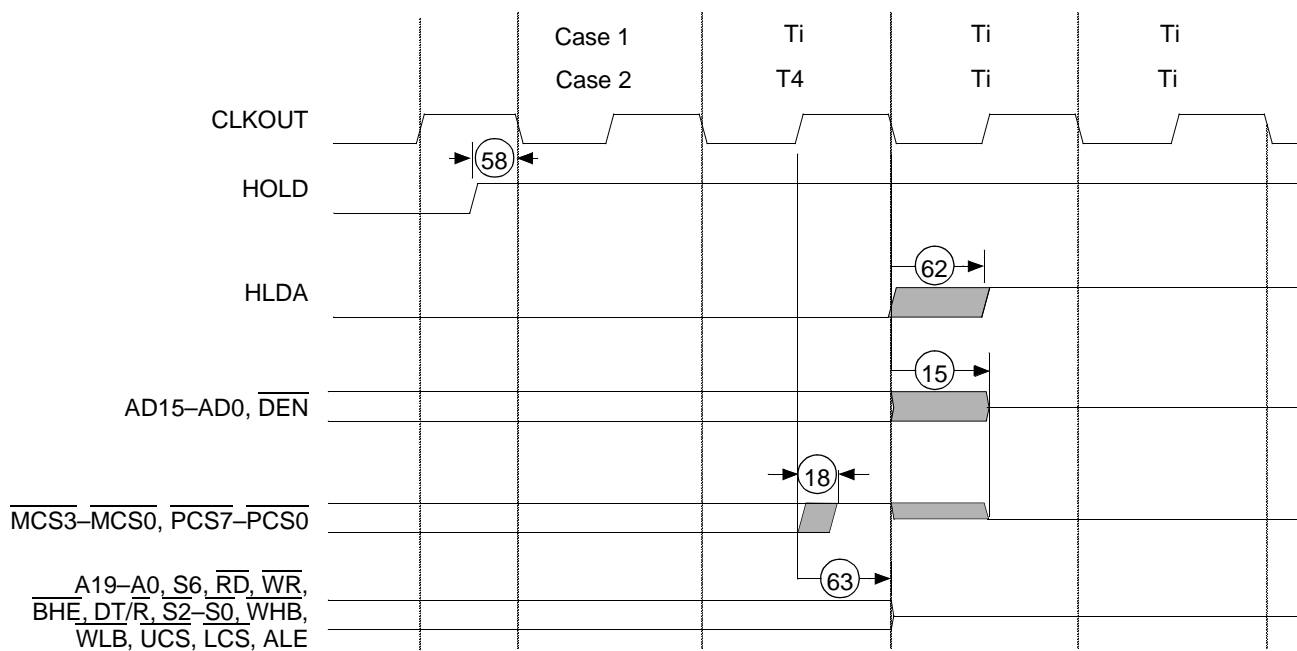 Case 1 Ti Ti Ti
Case 2 T4 Ti Ti
CLKOUT
58
HOLD
62
HLDA
15
AD15–AD0, DEN
18
MCS3–MCS0, PCS7–PCS0
63
A19–A0, S6, RD, WR,
BHE, DT/R, S2–S0, WHB,
WLB, UCS, LCS, ALE